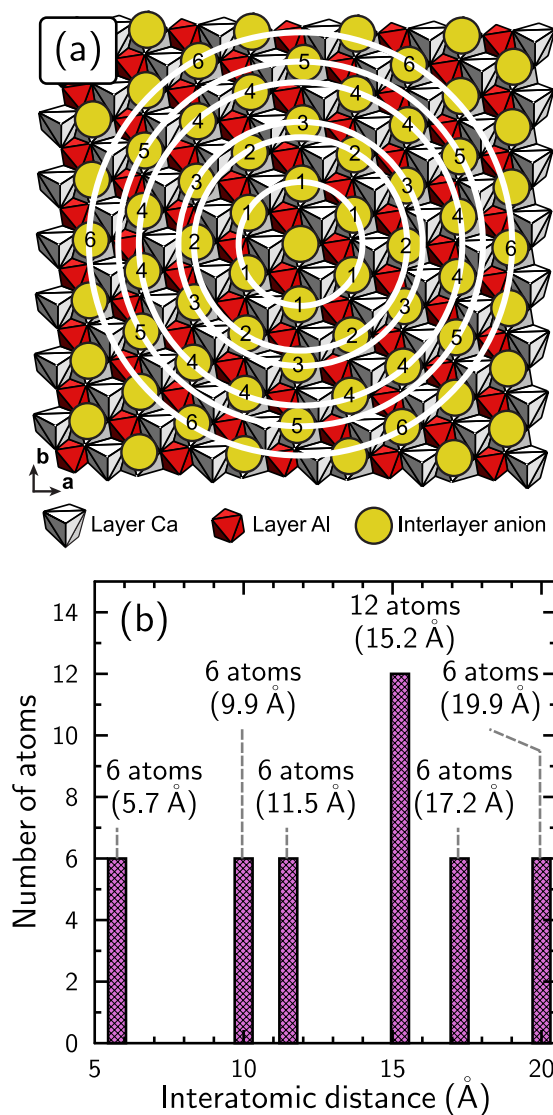 (a)
6 5 6
4 4
4 3 4
5 2 2 5
3 1 3
4 1 1 4
6 2 2 6
4 1 1 4
3 1 3
5 2 2 5
4 3 4
4 4
6 5 6
b
a
Layer Ca Layer Al Interlayer anion
(b)
12 atoms
(15.2 Å)
6 atoms
(9.9 Å)
6 atoms
(19.9 Å)
6 atoms
(5.7 Å)
6 atoms
(11.5 Å)
6 atoms
(17.2 Å)
Number of atoms
14
12
10
8
6
4
2
0
5 10 15 20
Interatomic distance (Å)